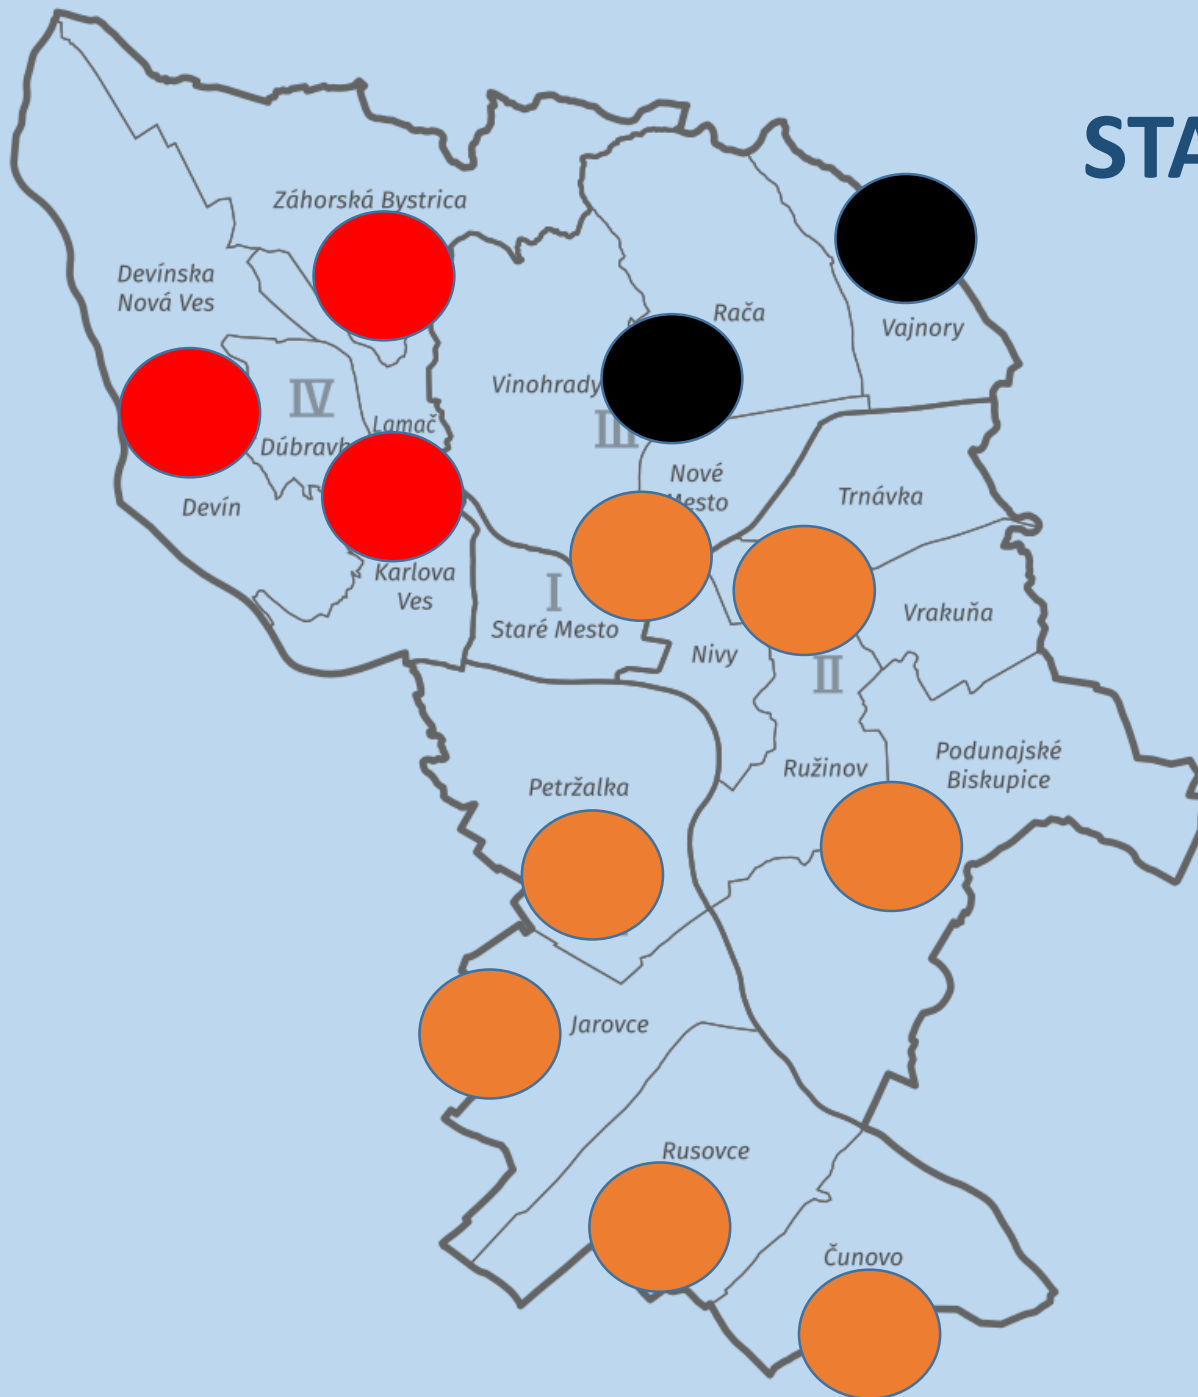 STA
Záhorská Bystrica
Devínska
Nová Ves
Rača
Vajnory
Vinohrady
IV
III
Lamač
Dúbravk
Nové
Mesto
Trnávka
Devín
Karlova
Ves
I
Staré Mesto
Vrakuňa
Nivy
II
Ružinov
Podunajské
Biskupice
Petržalka
Jarovce
Rusovce
Čunovo